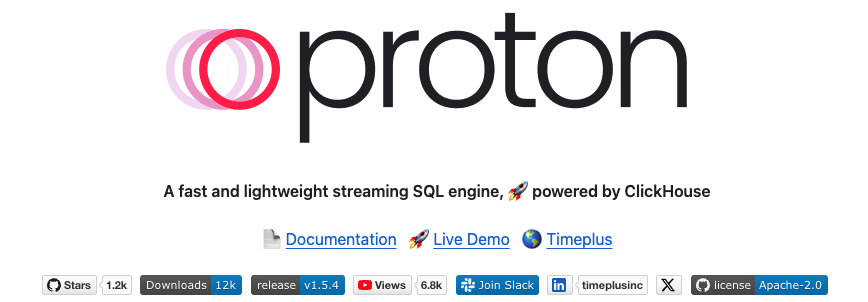 proton
A fast and lightweight streaming SQL engine, 🚀 powered by ClickHouse
Documentation Live Demo Timeplus
Stars 1.2k Downloads 12k release v1.5.4 Views 6.8k Join Slack timeplusinc license Apache-2.0